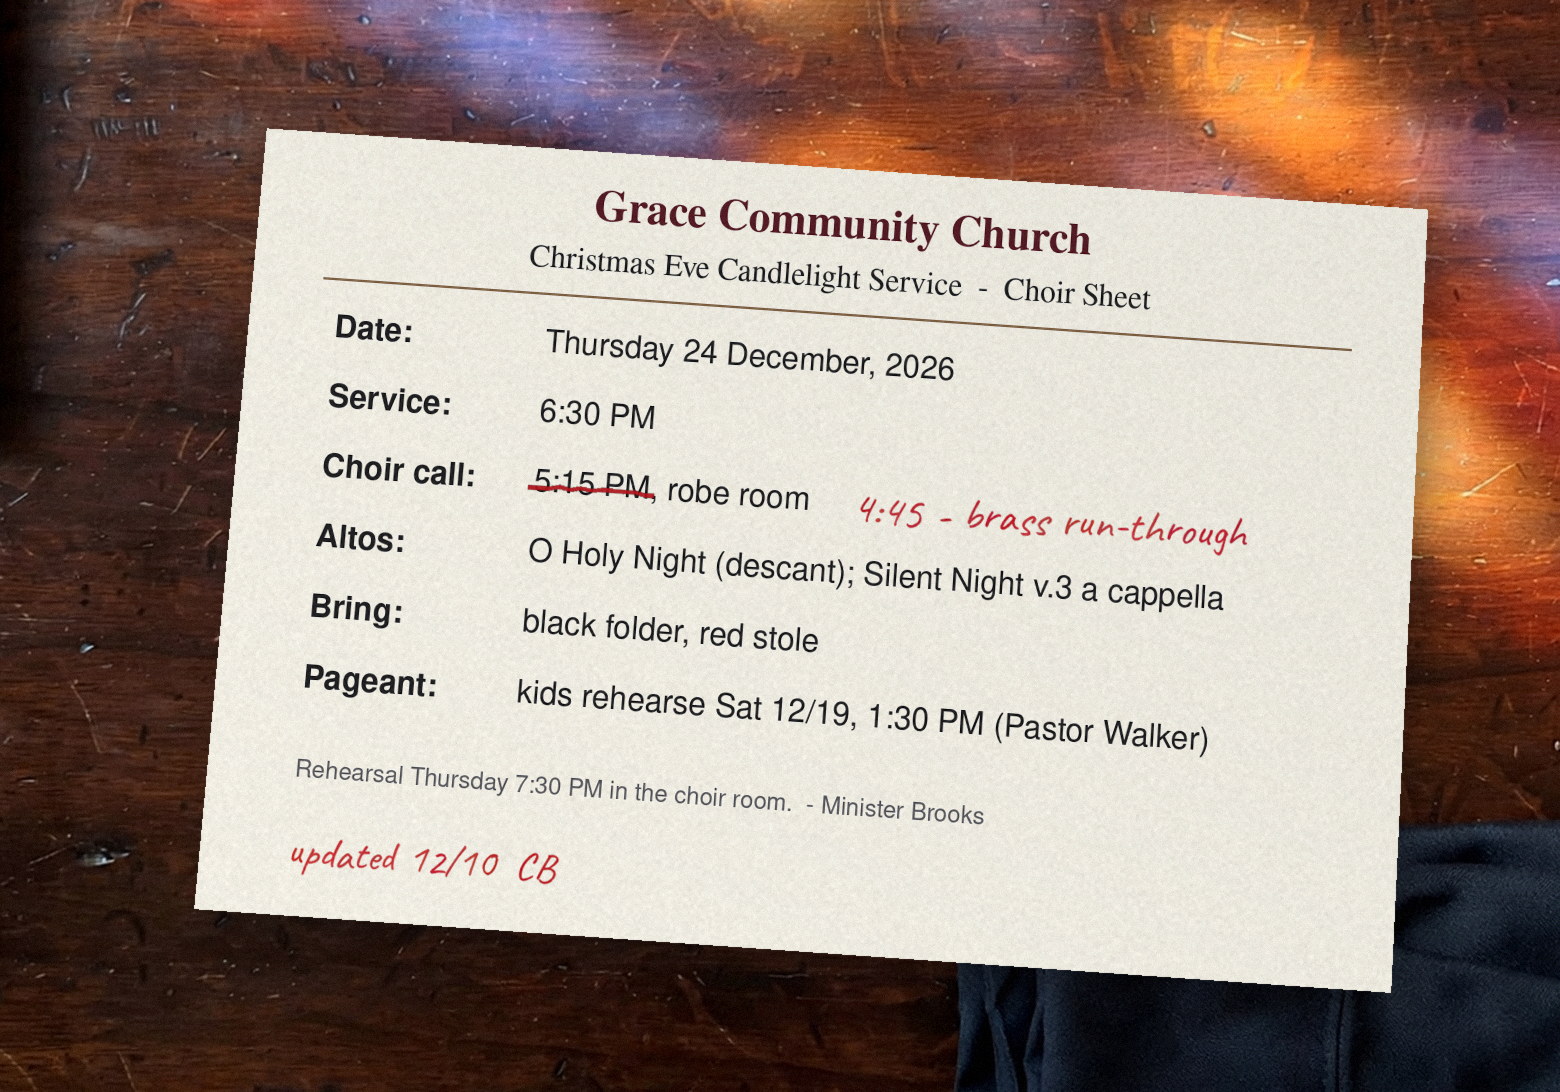 Grace Community Church
Christmas Eve Candlelight Service - Choir Sheet
Date: Thursday 24 December, 2026
Service: 6:30 PM
Choir call: 5:15 PM, robe room 4:45 - brass run-through
Altos: O Holy Night (descant); Silent Night v.3 a cappella
Bring: black folder, red stole
Pageant: kids rehearse Sat 12/19, 1:30 PM (Pastor Walker)
Rehearsal Thursday 7:30 PM in the choir room. - Minister Brooks
updated 12/10 CB